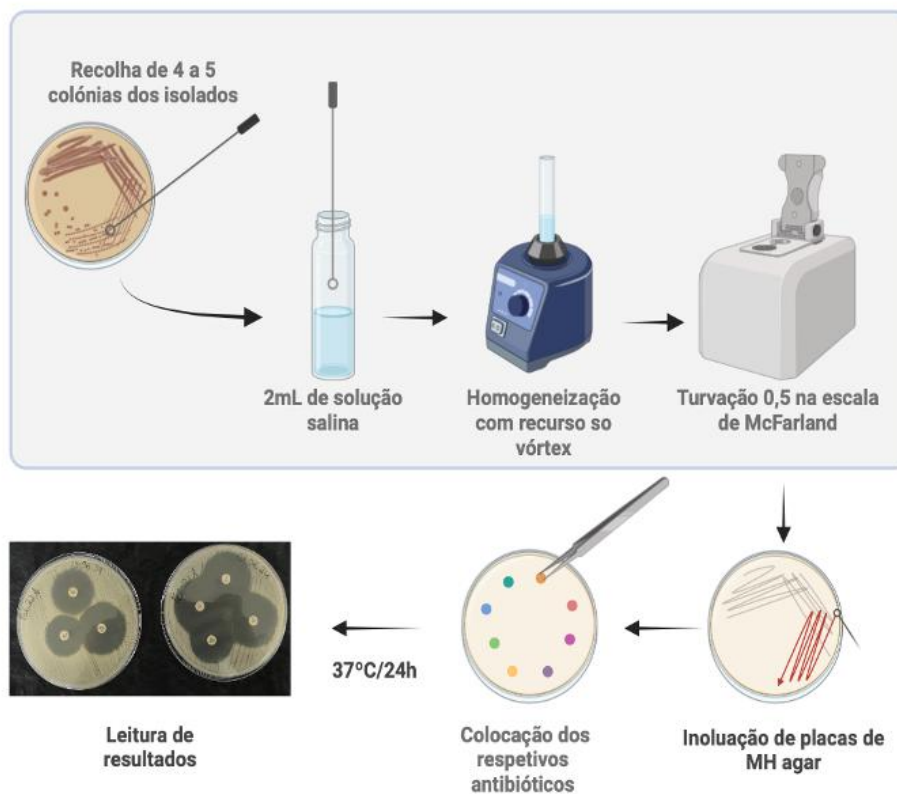 Recolha de 4 a 5
colónias dos isolados
2mL de solução
salina
Homogeneização
com recurso so
vórtex
Turvação 0,5 na escala
de McFarland
37ºC/24h
Leitura de
resultados
Colocação dos
respetivos
antibióticos
Inoluação de placas de
MH agar